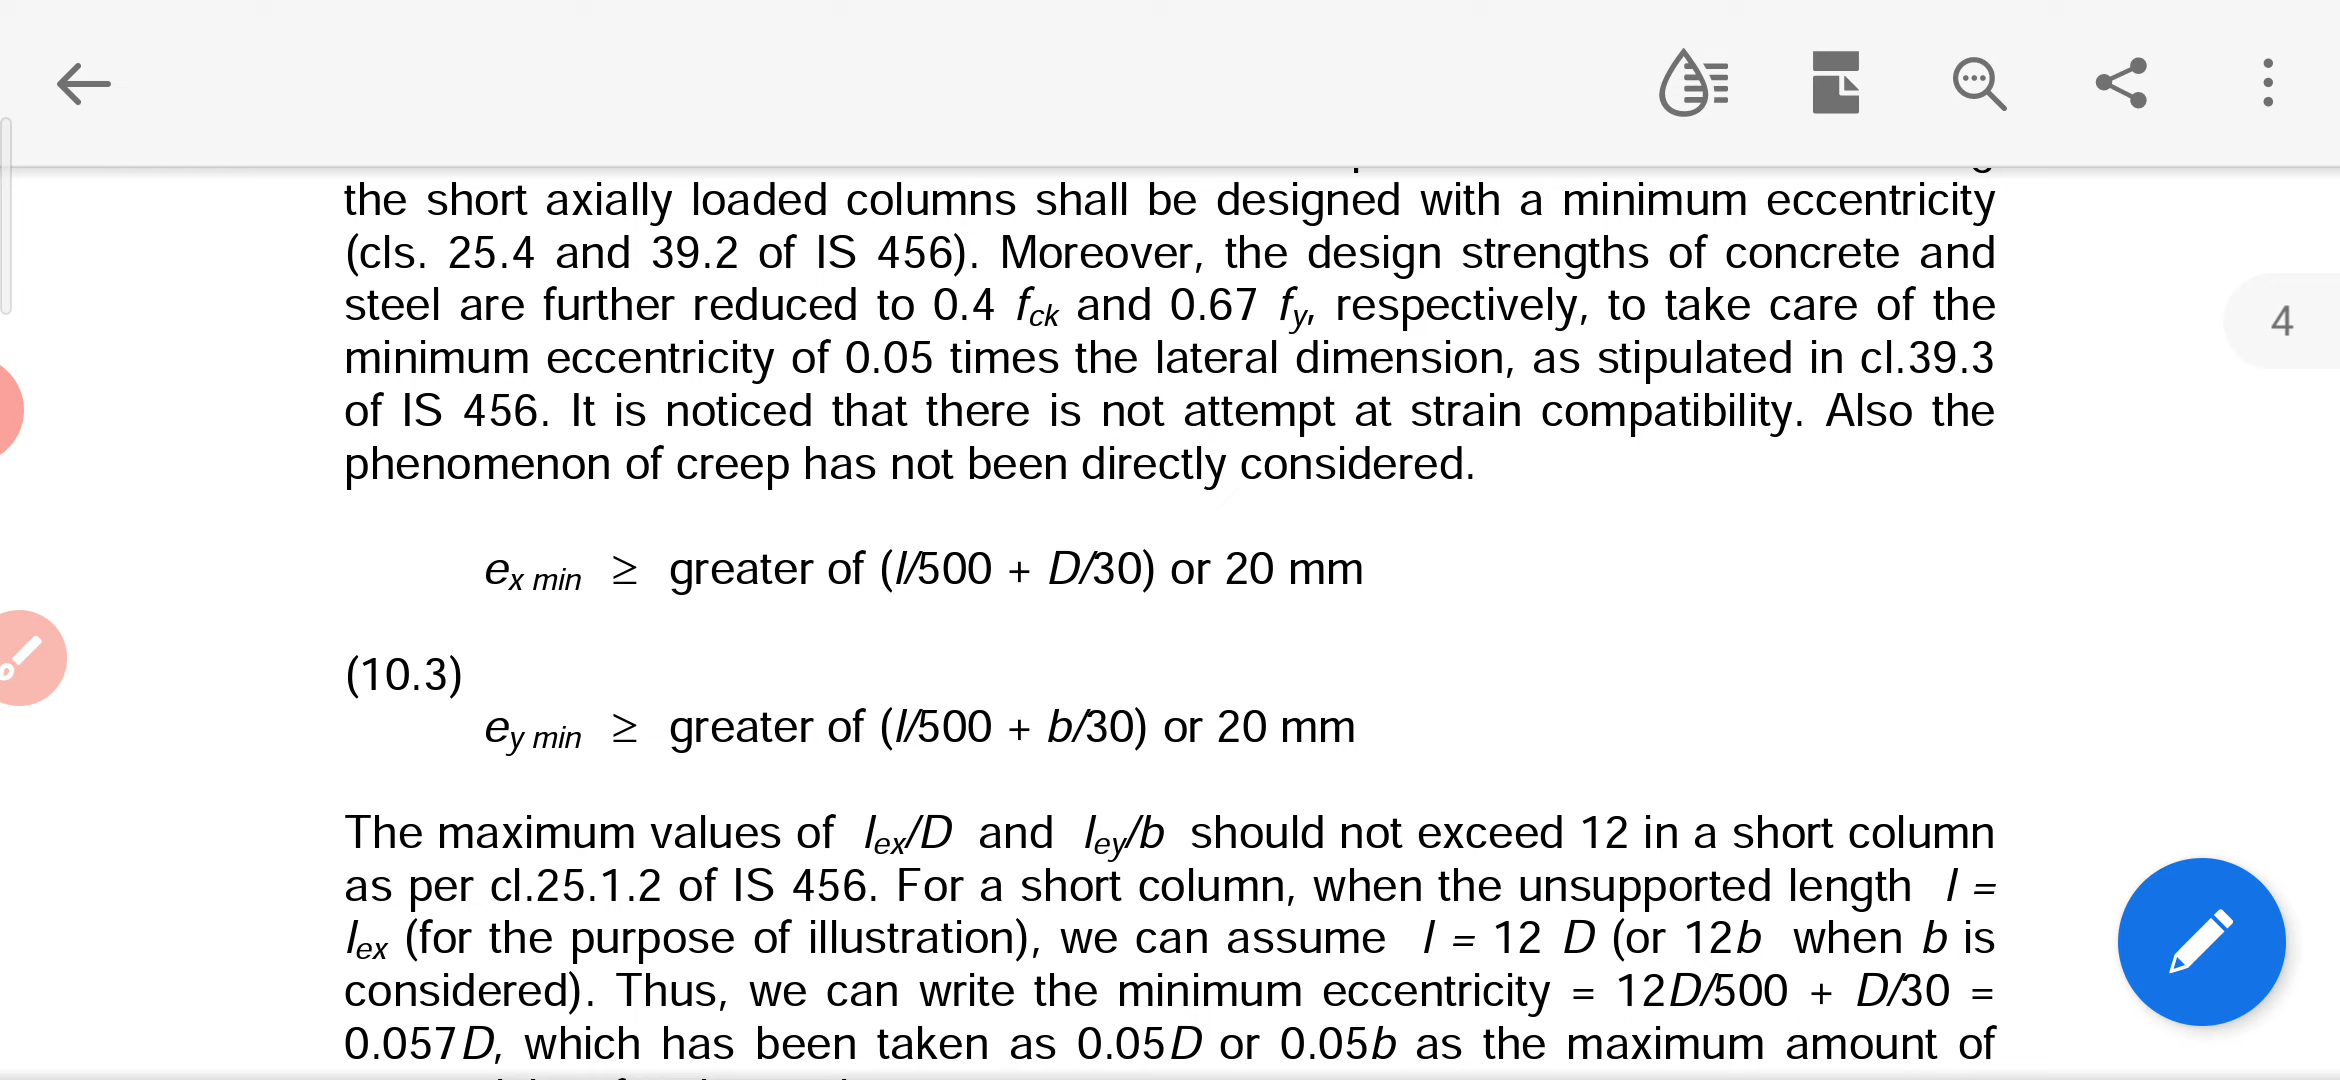 the short axially loaded columns shall be designed with a minimum eccentricity
(cls. 25.4 and 39.2 of IS 456). Moreover, the design strengths of concrete and
steel are further reduced to 0.4 fck and 0.67 fy, respectively, to take care of the
4
minimum eccentricity of 0.05 times the lateral dimension, as stipulated in cl.39.3
of IS 456. It is noticed that there is not attempt at strain compatibility. Also the
phenomenon of creep has not been directly considered.
ex min ≥ greater of (l/500 + D/30) or 20 mm
(10.3)
ey min ≥ greater of (l/500 + b/30) or 20 mm
The maximum values of lex/D and ley/b should not exceed 12 in a short column
as per cl.25.1.2 of IS 456. For a short column, when the unsupported length l =
lex (for the purpose of illustration), we can assume l = 12 D (or 12b when b is
considered). Thus, we can write the minimum eccentricity = 12D/500 + D/30 =
0.057D, which has been taken as 0.05D or 0.05b as the maximum amount of